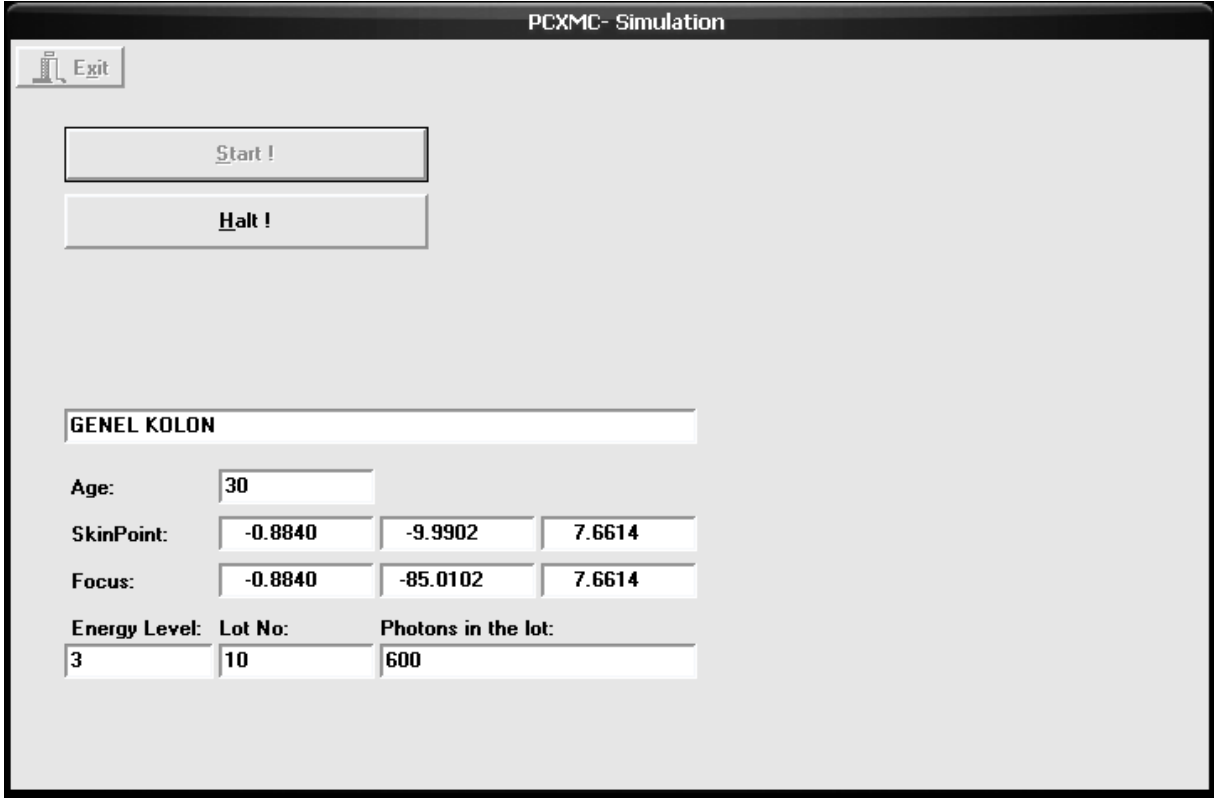 PCXMC- Simulation
Exit
Start !
Halt !
GENEL KOLON
Age: 30
SkinPoint: -0.8840 -9.9902 7.6614
Focus: -0.8840 -85.0102 7.6614
Energy Level: Lot No: Photons in the lot:
3 10 600